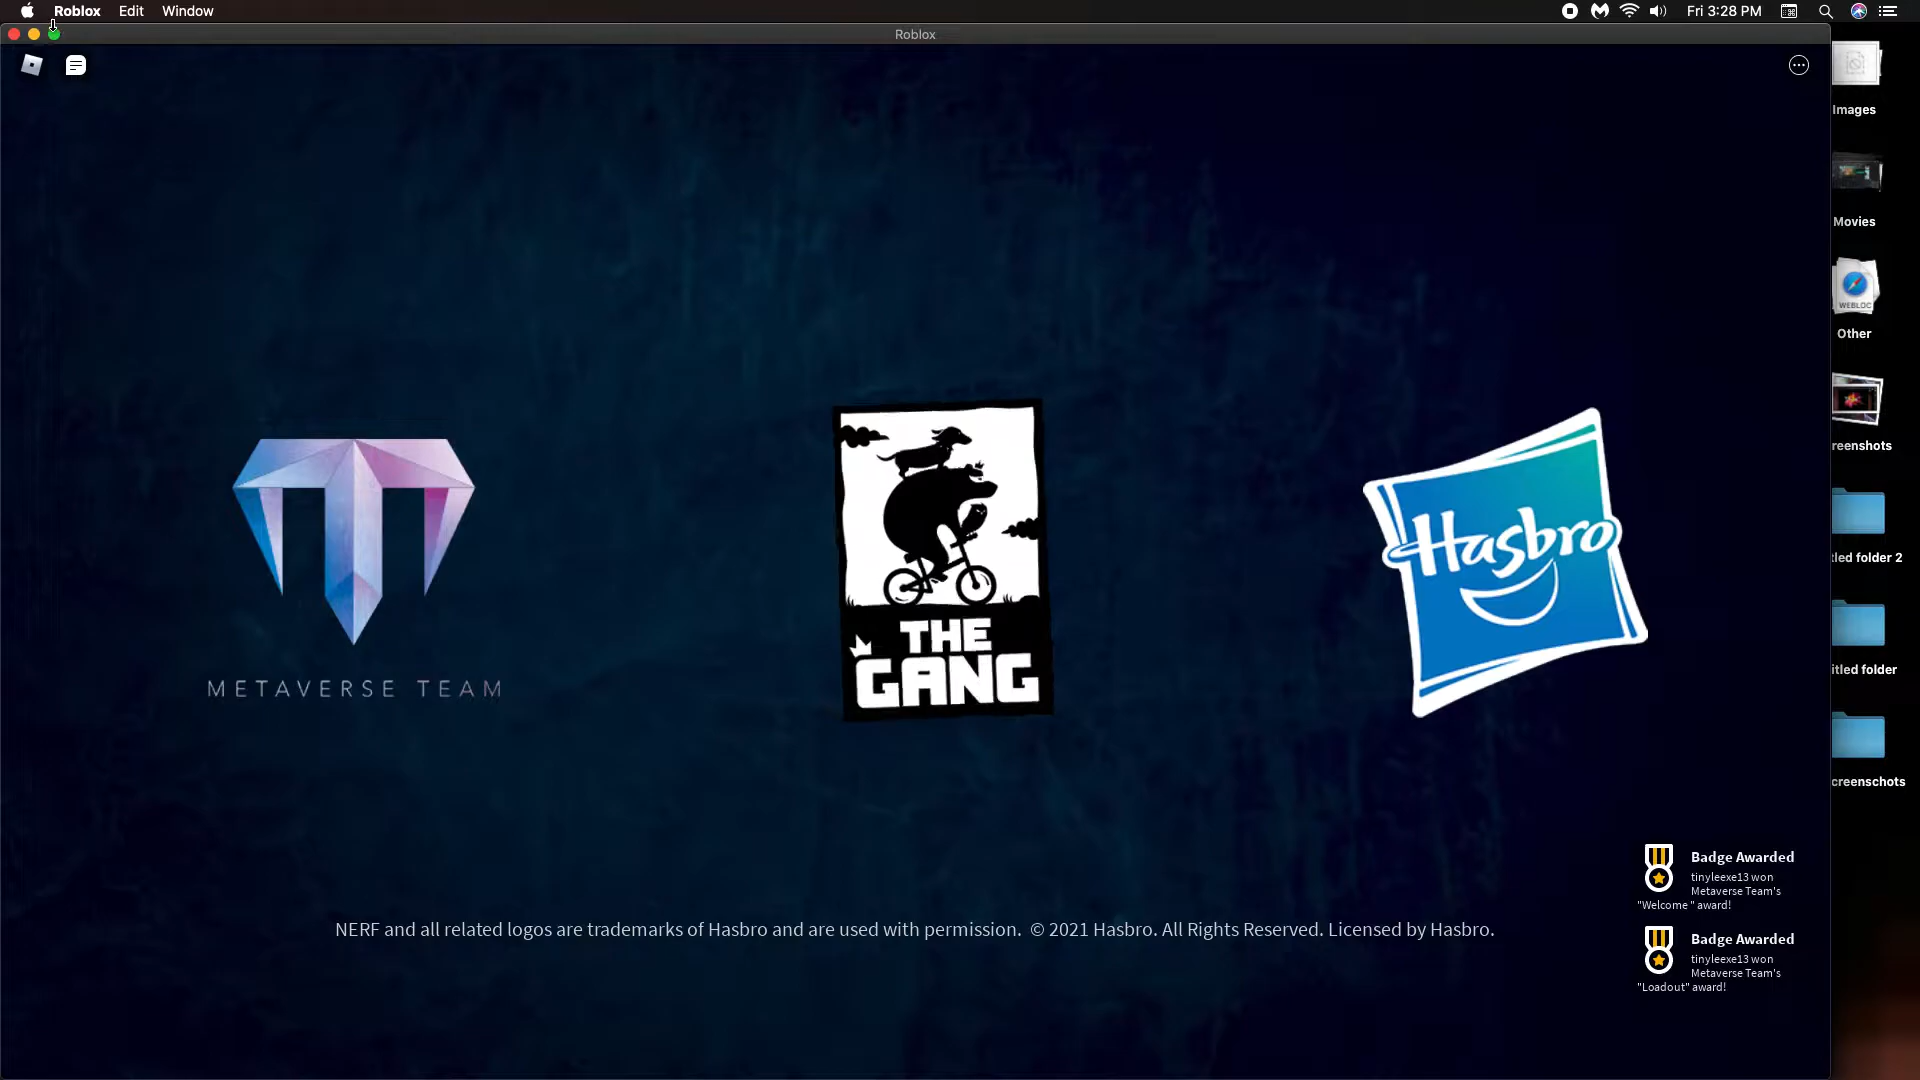 Roblox Edit Window
Fri 3:28 PM
Roblox
Images
Movies
WEBLOC
Other
reenshots
tled folder 2
itled folder
creenshots
METAVERSE TEAM
THE
GANG
Hasbro
Badge Awarded
tinyleexe13 won
Metaverse Team's
"Welcome " award!
NERF and all related logos are trademarks of Hasbro and are used with permission. © 2021 Hasbro. All Rights Reserved. Licensed by Hasbro.
Badge Awarded
tinyleexe13 won
Metaverse Team's
"Loadout" award!